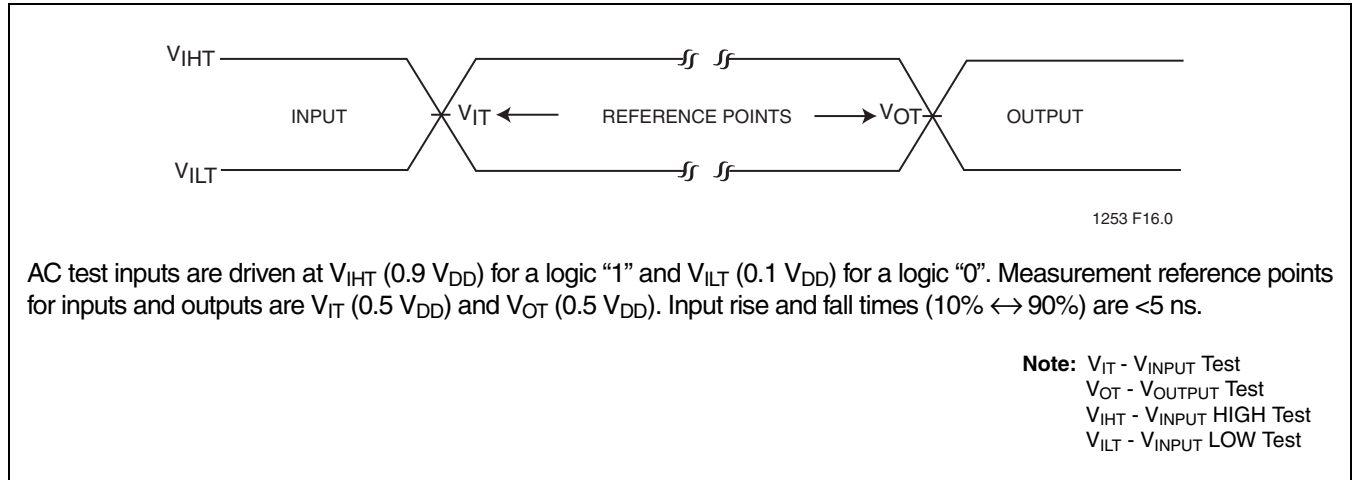 VIHT
INPUT VIT REFERENCE POINTS VOT OUTPUT
VILT
1253 F16.0
AC test inputs are driven at VIHT (0.9 VDD) for a logic “1” and VILT (0.1 VDD) for a logic “0”. Measurement reference points
for inputs and outputs are VIT (0.5 VDD) and VOT (0.5 VDD). Input rise and fall times (10% ↔ 90%) are <5 ns.
Note: VIT - VINPUT Test
VOT - VOUTPUT Test
VIHT - VINPUT HIGH Test
VILT - VINPUT LOW Test